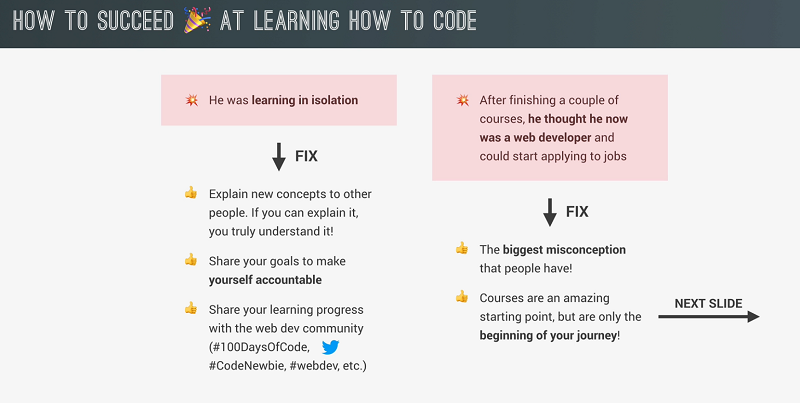 HOW TO SUCCEED 🎉 AT LEARNING HOW TO CODE
💥 He was learning in isolation
FIX
👍 Explain new concepts to other
people. If you can explain it,
you truly understand it!
👍 Share your goals to make
yourself accountable
👍 Share your learning progress
with the web dev community
(#100DaysOfCode,
#CodeNewbie, #webdev, etc.)
💥 After finishing a couple of
courses, he thought he now
was a web developer and
could start applying to jobs
FIX
👍 The biggest misconception
that people have!
👍 Courses are an amazing
starting point, but are only the
beginning of your journey!
NEXT SLIDE